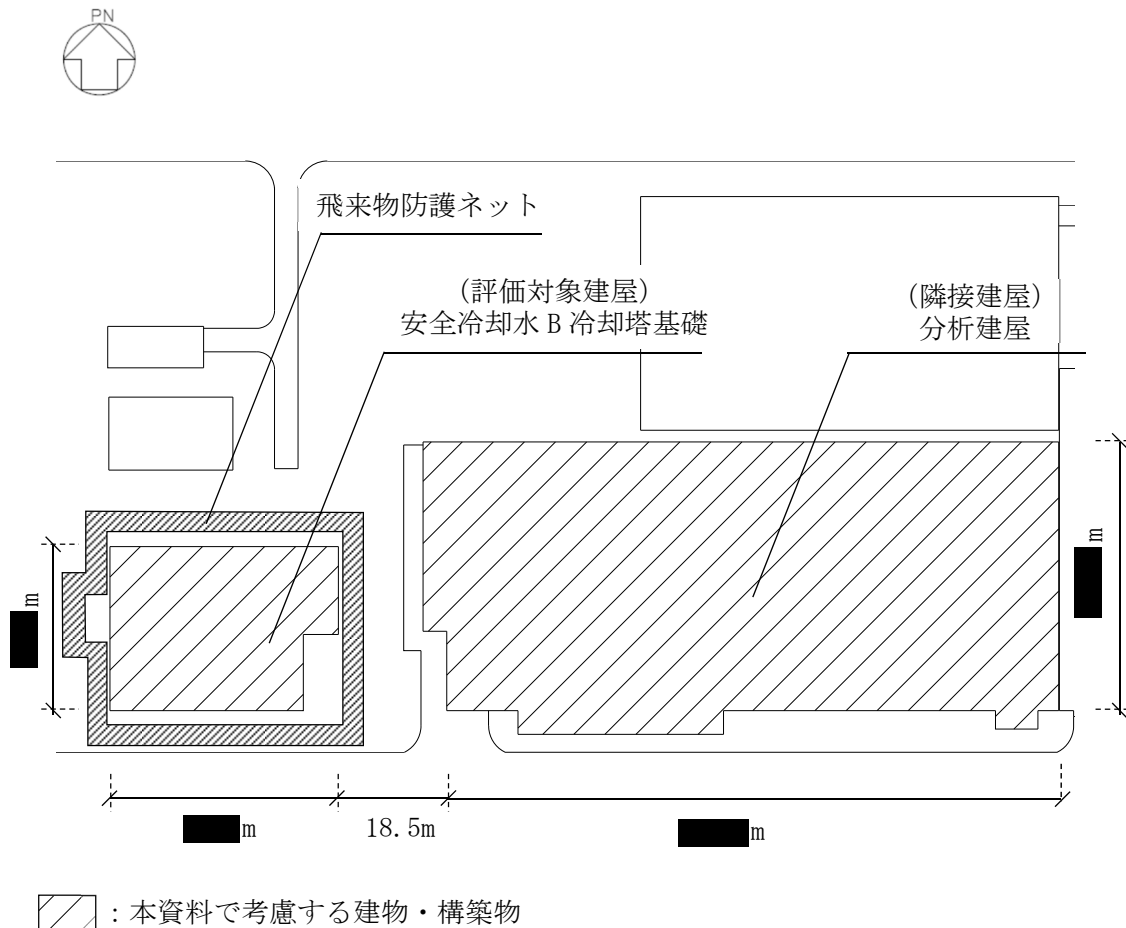 PN
飛来物防護ネット
(評価対象建屋)
安全冷却水 B 冷却塔基礎
(隣接建屋)
分析建屋
m
m
m
18.5m
m
:本資料で考慮する建物・構築物